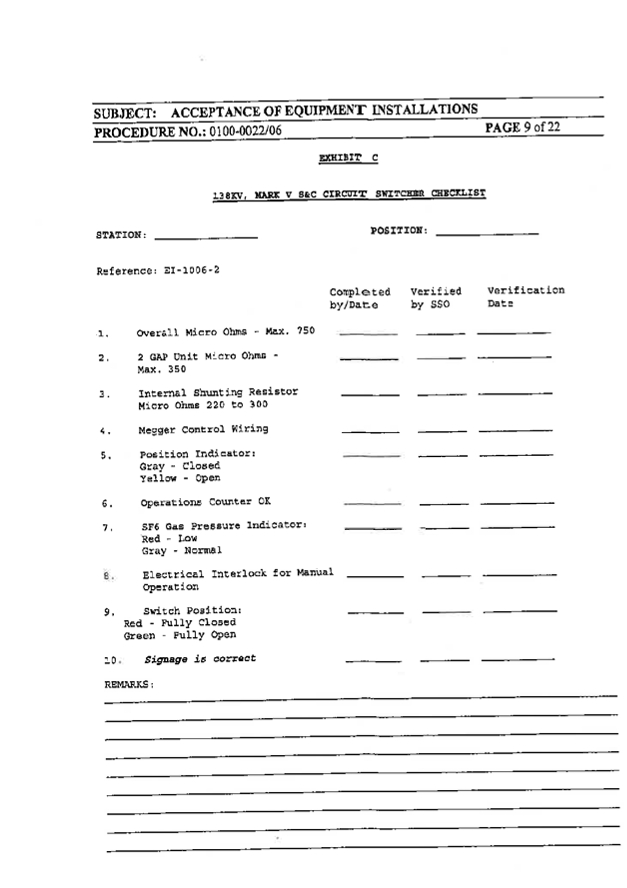 SUBJECT: ACCEPTANCE OF EQUIPMENT INSTALLATIONS
PROCEDURE NO.: 0100-0022/06 PAGE 9 of 22
EXHIBIT C
138KV, MARK V S&C CIRCUIT SWITCHER CHECKLIST
STATION: POSITION:
Reference: EI-1006-2
Completed Verified Verification
by/Date by SSO Date
1. Overall Micro Ohms - Max. 750
2. 2 GAP Unit Micro Ohms -
Max. 350
3. Internal Shunting Resistor
Micro Ohms 220 to 300
4. Megger Control Wiring
5. Position Indicator:
Gray - Closed
Yellow - Open
6. Operations Counter OK
7. SF6 Gas Pressure Indicator:
Red - Low
Gray - Normal
8. Electrical Interlock for Manual
Operation
9. Switch Position:
Red - Fully Closed
Green - Fully Open
10. Signage is correct
REMARKS: